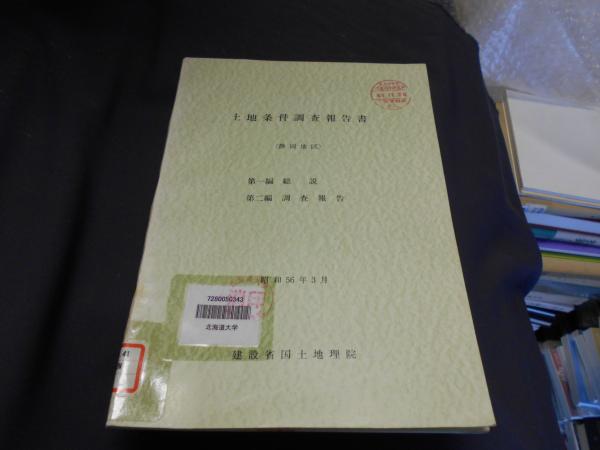 土地条件調査報告書
(静岡地区)
第一編 総説
第二編 調査報告
昭和56年3月
7280050343
北海道大学
41
建設省国土地理院